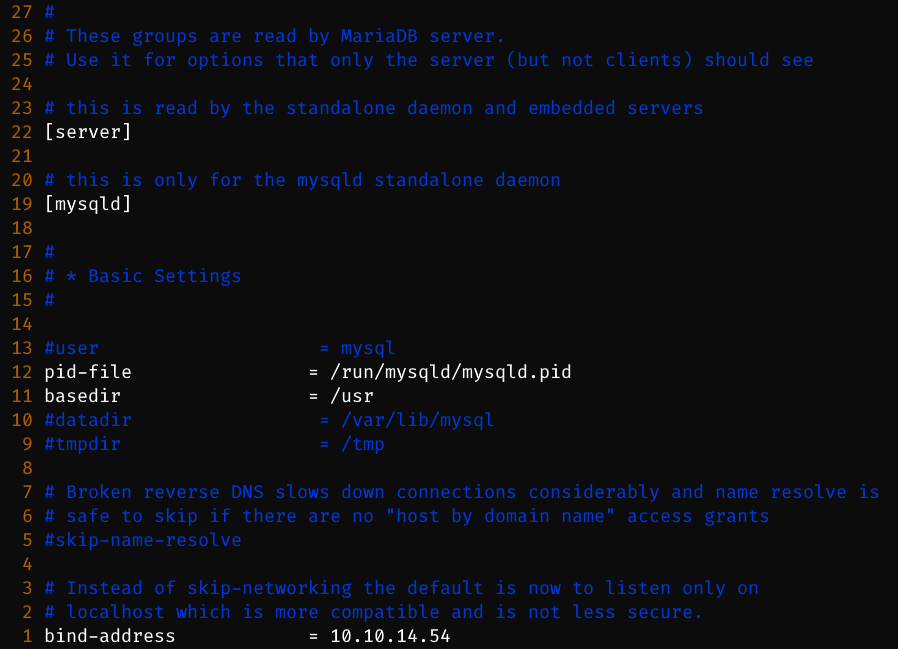 27 #
26 # These groups are read by MariaDB server.
25 # Use it for options that only the server (but not clients) should see
24
23 # this is read by the standalone daemon and embedded servers
22 [server]
21
20 # this is only for the mysqld standalone daemon
19 [mysqld]
18
17 #
16 # * Basic Settings
15 #
14
13 #user                    = mysql
12 pid-file                = /run/mysqld/mysqld.pid
11 basedir                 = /usr
10 #datadir                 = /var/lib/mysql
9 #tmpdir                  = /tmp
8
7 # Broken reverse DNS slows down connections considerably and name resolve is
6 # safe to skip if there are no "host by domain name" access grants
5 #skip-name-resolve
4
3 # Instead of skip-networking the default is now to listen only on
2 # localhost which is more compatible and is not less secure.
1 bind-address            = 10.10.14.54